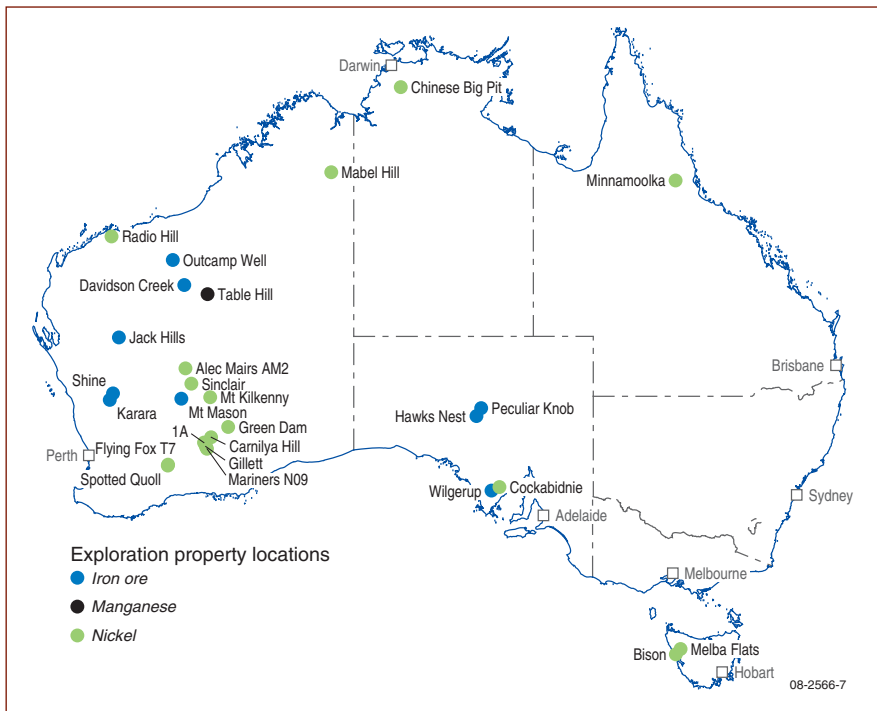 Darwin
Chinese Big Pit
Mabel Hill
Minnamoolka
Radio Hill
Outcamp Well
Davidson Creek
Table Hill
Jack Hills
Alec Mairs AM2
Brisbane
Sinclair
Shine
Mt Kilkenny
Karara
Mt Mason
Peculiar Knob
Hawks Nest
Green Dam
1A
Carnilya Hill
Perth
Flying Fox T7
Gillett
Spotted Quoll
Mariners N09
Wilgerup
Cockabidnie
Sydney
Adelaide
Exploration property locations
Iron ore
Melbourne
Manganese
Nickel
Bison
Melba Flats
Hobart
08-2566-7